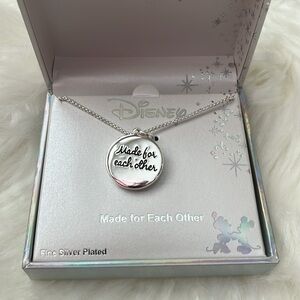 Disney
Made for
each other
Made for Each Other
Fine Silver Plated